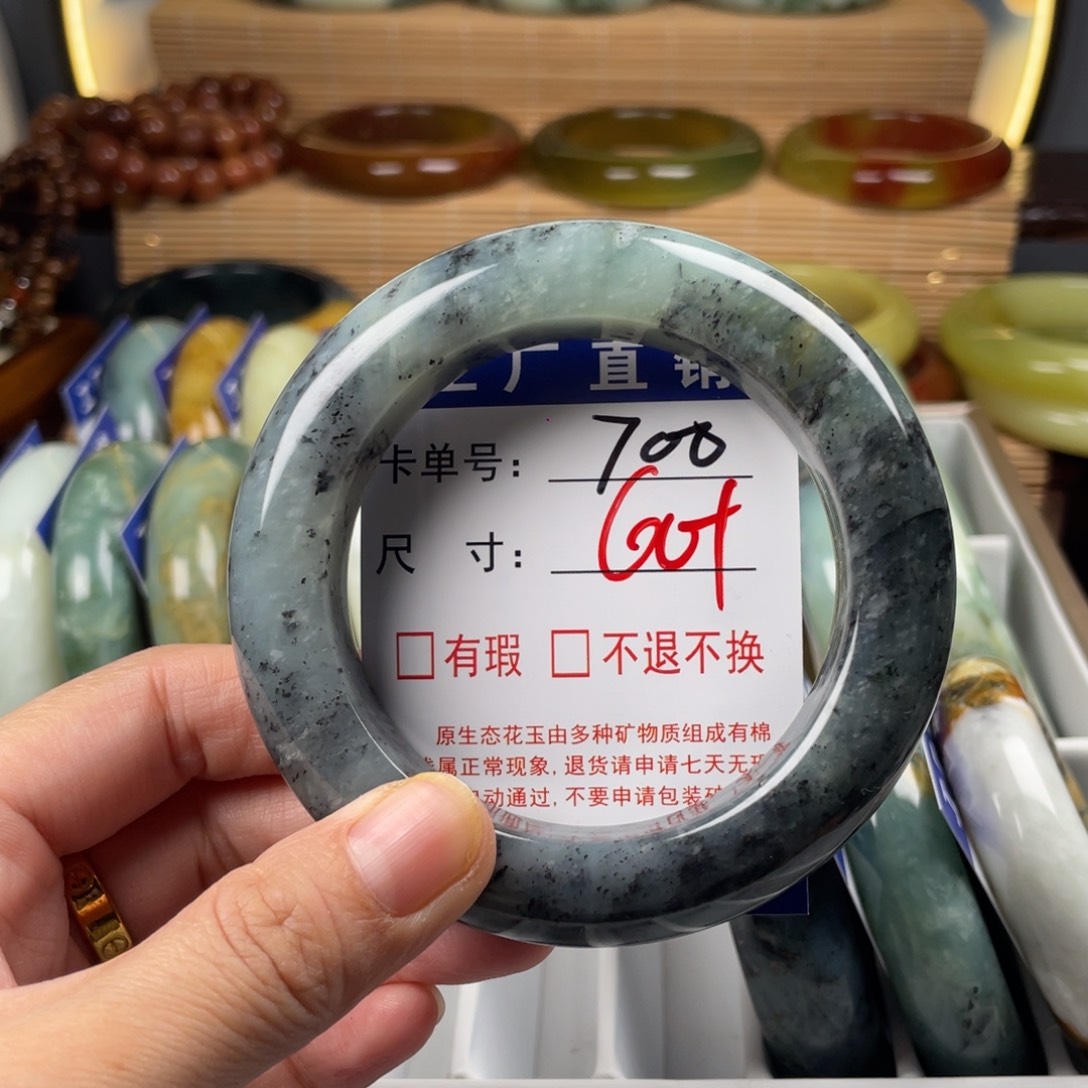 工厂直销
卡单号： 700
尺 寸： 60+
□有瑕 □不退不换
原生态花玉由多种矿物质组成有棉
属正常现象，退货请申请七天无理
动通过，不要申请包装